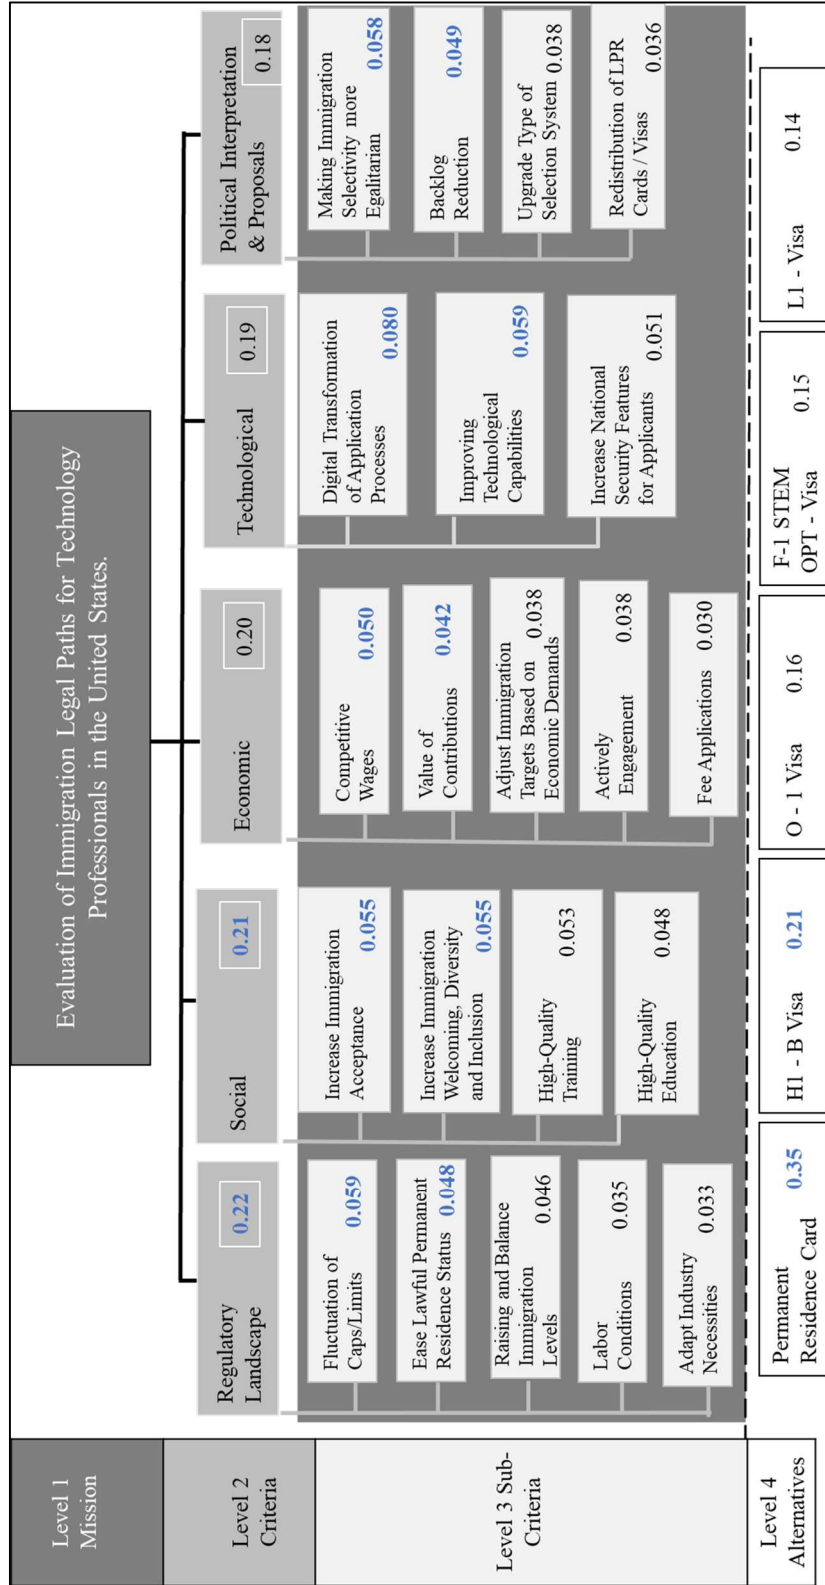 Level 1
Mission
Evaluation of Immigration Legal Paths for Technology
Professionals in the United States.
Level 2
Criteria
Regulatory
Landscape
0.22
Social
0.21
Economic
0.20
Technological
0.19
Political Interpretation
& Proposals
0.18
Level 3 Sub-
Criteria
Fluctuation of
Caps/Limits
0.059
Ease Lawful Permanent
Residence Status 0.048
Raising and Balance
Immigration
Levels
0.046
Labor
Conditions
0.035
Adapt Industry
Necessities
0.033
Increase Immigration
Acceptance
0.055
Increase Immigration
Welcoming, Diversity
and Inclusion
0.055
High-Quality
Training
0.053
High-Quality
Education
0.048
Competitive
Wages
0.050
Value of
Contributions
0.042
Adjust Immigration
Targets Based on
Economic Demands
0.038
Actively
Engagement
0.038
Fee Applications 0.030
Digital Transformation
of Application
Processes
0.080
Improving
Technological
Capabilities
0.059
Increase National
Security Features
for Applicants
0.051
Making Immigration
Selectivity more
Egalitarian
0.058
Backlog
Reduction
0.049
Upgrade Type of
Selection System 0.038
Redistribution of LPR
Cards / Visas
0.036
Level 4
Alternatives
Permanent
Residence Card
0.35
H1 - B Visa
0.21
O - 1 Visa
0.16
F-1 STEM
OPT - Visa
0.15
L1 - Visa
0.14